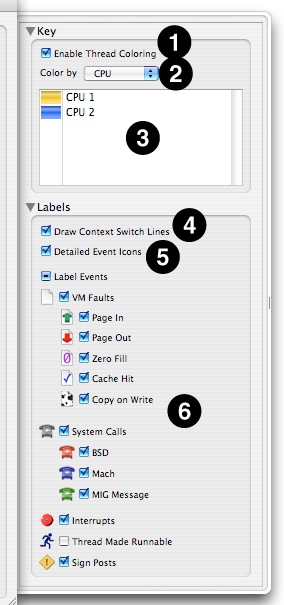 Key
Enable Thread Coloring 1
Color by CPU 2
CPU 1
CPU 2
3
Labels
Draw Context Switch Lines 4
Detailed Event Icons 5
Label Events
VM Faults
Page In
Page Out
0 Zero Fill
Cache Hit
Copy on Write
6
System Calls
BSD
Mach
MIG Message
Interrupts
Thread Made Runnable
Sign Posts